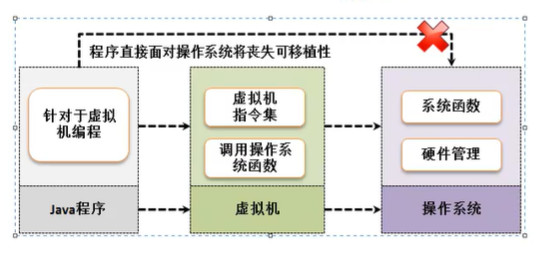 程序直接面对操作系统将丧失可移植性
针对于虚拟
机编程
虚拟机
指令集
调用操作系
统函数
系统函数
硬件管理
Java程序
虚拟机
操作系统